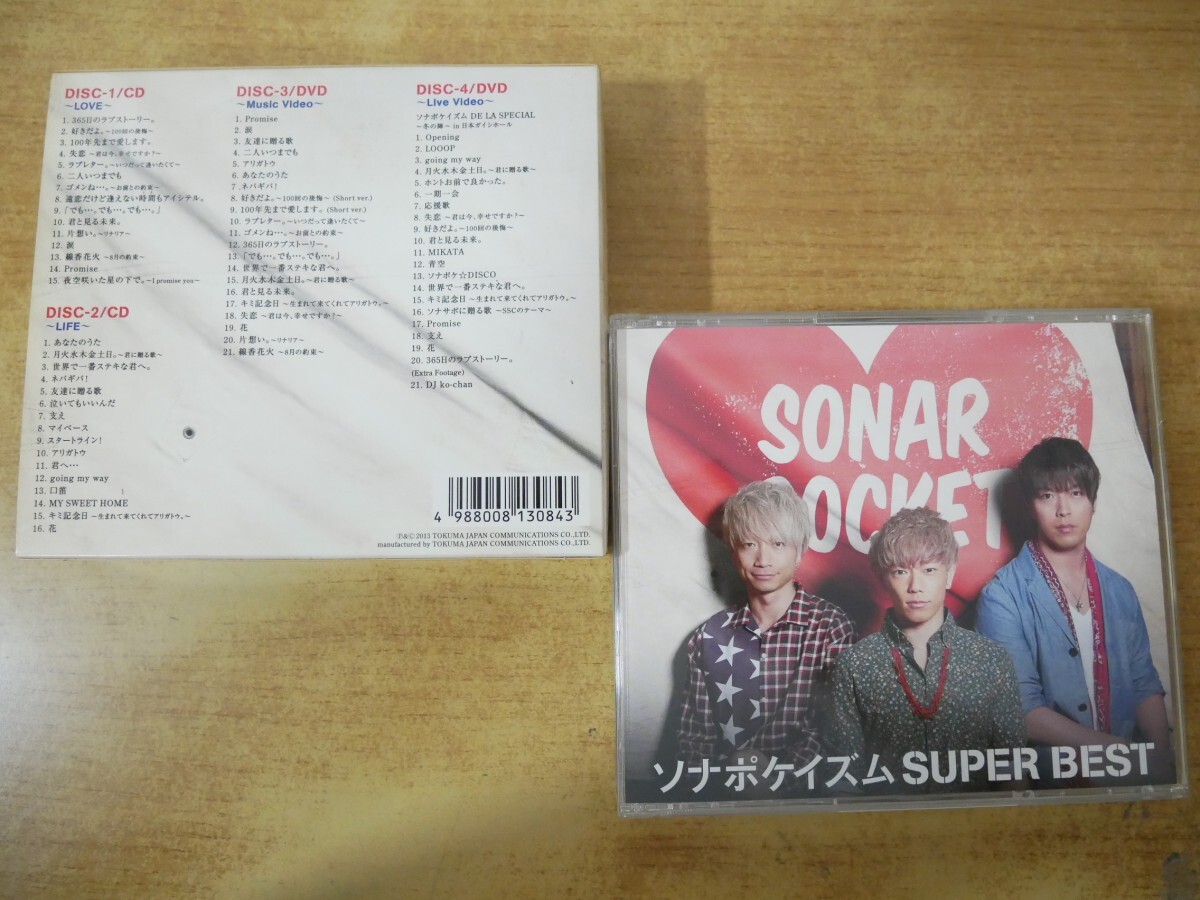 DISC-1/CD
~LOVE~
1. 365日のラブストーリー。
2. 好きだよ。~100回の後悔~
3. 100年先まで愛します。
4. 失恋 ~君は今、幸せですか?~
5. ラブレター。~いつだって逢いたくて~
6. 二人いつまでも
7. ゴメンね…。~お前との約束~
8. 遠恋だけど逢えない時間もアイシテル。
9. 「でも…。でも…。でも…。」
10. 君と見る未来。
11. 片想い。~リナリア~
12. 涙
13. 線香花火 ~8月の約束~
14. Promise
15. 夜空咲いた星の下で。~I promise you~
DISC-2/CD
~LIFE~
1. あなたのうた
2. 月火水木金土日。~君に贈る歌~
3. 世界で一番ステキな君へ。
4. ネバギバ!
5. 友達に贈る歌
6. 泣いてもいいんだ
7. 支え
8. マイペース
9. スタートライン!
10. アリガトウ
11. 君へ…
12. going my way
13. 口笛
14. MY SWEET HOME
15. キミ記念日 ~生まれて来てくれてアリガトウ。~
16. 花
DISC-3/DVD
~Music Video~
1. Promise
2. 涙
3. 友達に贈る歌
4. 二人いつまでも
5. アリガトウ
6. あなたのうた
7. ネバギバ!
8. 好きだよ。~100回の後悔~ (Short ver.)
9. 100年先まで愛します。(Short ver.)
10. ラブレター。~いつだって逢いたくて~
11. ゴメンね…。~お前との約束~
12. 365日のラブストーリー。
13. 「でも…。でも…。でも…。」
14. 世界で一番ステキな君へ。
15. 月火水木金土日。~君に贈る歌~
16. 君と見る未来。
17. キミ記念日 ~生まれて来てくれてアリガトウ。~
18. 失恋 ~君は今、幸せですか?~
19. 花
20. 片想い。~リナリア~
21. 線香花火 ~8月の約束~
DISC-4/DVD
~Live Video~
ソナポケイズム DE LA SPECIAL
~冬の陣~ in 日本ガイシホール
1. Opening
2. LOOOP
3. going my way
4. 月火水木金土日。~君に贈る歌~
5. ホントお前で良かった。
6. 一期一会
7. 応援歌
8. 失恋 ~君は今、幸せですか?~
9. 好きだよ。~100回の後悔~
10. 君と見る未来。
11. MIKATA
12. 青空
13. ソナポケ☆DISCO
14. 世界で一番ステキな君へ。
15. キミ記念日 ~生まれて来てくれてアリガトウ。~
16. ソナサポに贈る歌 ~SSCのテーマ~
17. Promise
18. 支え
19. 花
20. 365日のラブストーリー。
(Extra Footage)
21. DJ ko-chan
4 988008 130843
P&© 2013 TOKUMA JAPAN COMMUNICATIONS CO.,LTD.
manufactured by TOKUMA JAPAN COMMUNICATIONS CO.,LTD.
SONAR
POCKET
ソナポケイズム SUPER BEST